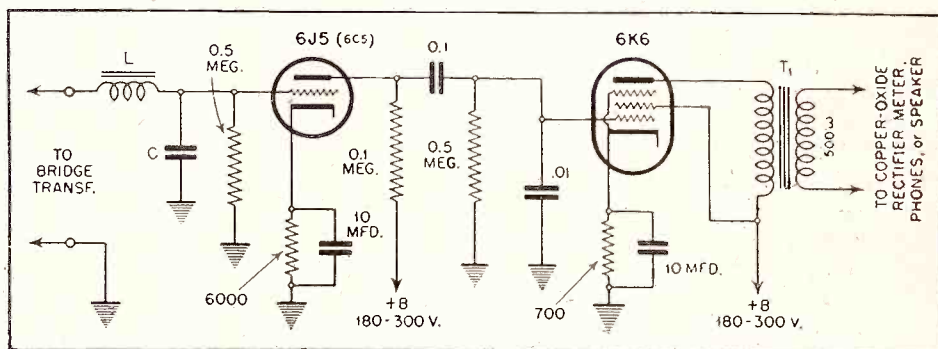 L
0.5
MEG.
C
TO
BRIDGE
TRANSF.
6J5 (6C5)
6000
10
MFD.
0.1
MEG.
+B
180-300 V.
0.1
0.5
MEG.
.01
6K6
700
10 MFD.
T1
500ω
+B
180-300 V.
TO COPPER-OXIDE
RECTIFIER METER,
PHONES, or SPEAKER